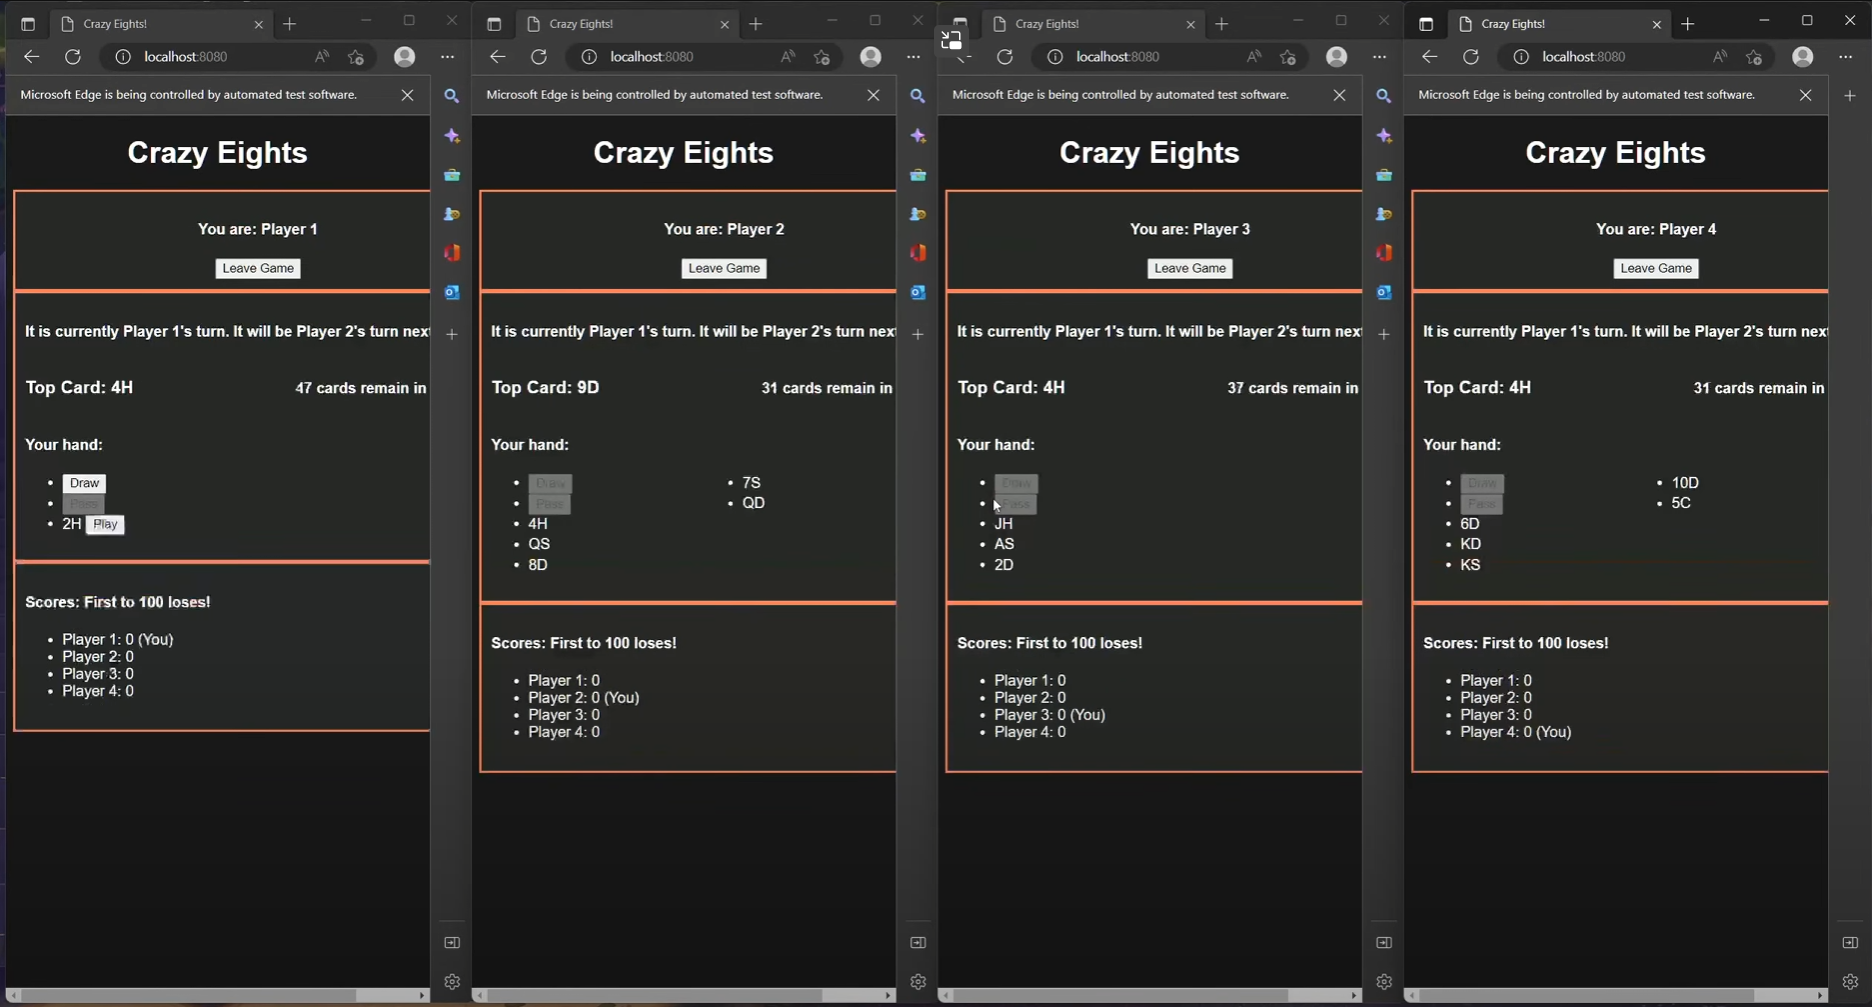 Crazy Eights!
localhost:8080
Microsoft Edge is being controlled by automated test software.
Crazy Eights
You are: Player 1
Leave Game
It is currently Player 1's turn. It will be Player 2's turn next
Top Card: 4H
47 cards remain in
Your hand:
Draw
Pass
2H Play
Scores: First to 100 loses!
Player 1: 0 (You)
Player 2: 0
Player 3: 0
Player 4: 0
Crazy Eights!
localhost:8080
Microsoft Edge is being controlled by automated test software.
Crazy Eights
You are: Player 2
Leave Game
It is currently Player 1's turn. It will be Player 2's turn nex
Top Card: 9D
31 cards remain in
Your hand:
Draw
Pass
4H
QS
8D
7S
QD
Scores: First to 100 loses!
Player 1: 0
Player 2: 0 (You)
Player 3: 0
Player 4: 0
Crazy Eights!
localhost:8080
Microsoft Edge is being controlled by automated test software.
Crazy Eights
You are: Player 3
Leave Game
It is currently Player 1's turn. It will be Player 2's turn nex
Top Card: 4H
37 cards remain in
Your hand:
Draw
Pass
JH
AS
2D
Scores: First to 100 loses!
Player 1: 0
Player 2: 0
Player 3: 0 (You)
Player 4: 0
Crazy Eights!
localhost:8080
Microsoft Edge is being controlled by automated test software.
Crazy Eights
You are: Player 4
Leave Game
It is currently Player 1's turn. It will be Player 2's turn nex
Top Card: 4H
31 cards remain in
Your hand:
Draw
Pass
6D
KD
KS
10D
5C
Scores: First to 100 loses!
Player 1: 0
Player 2: 0
Player 3: 0
Player 4: 0 (You)